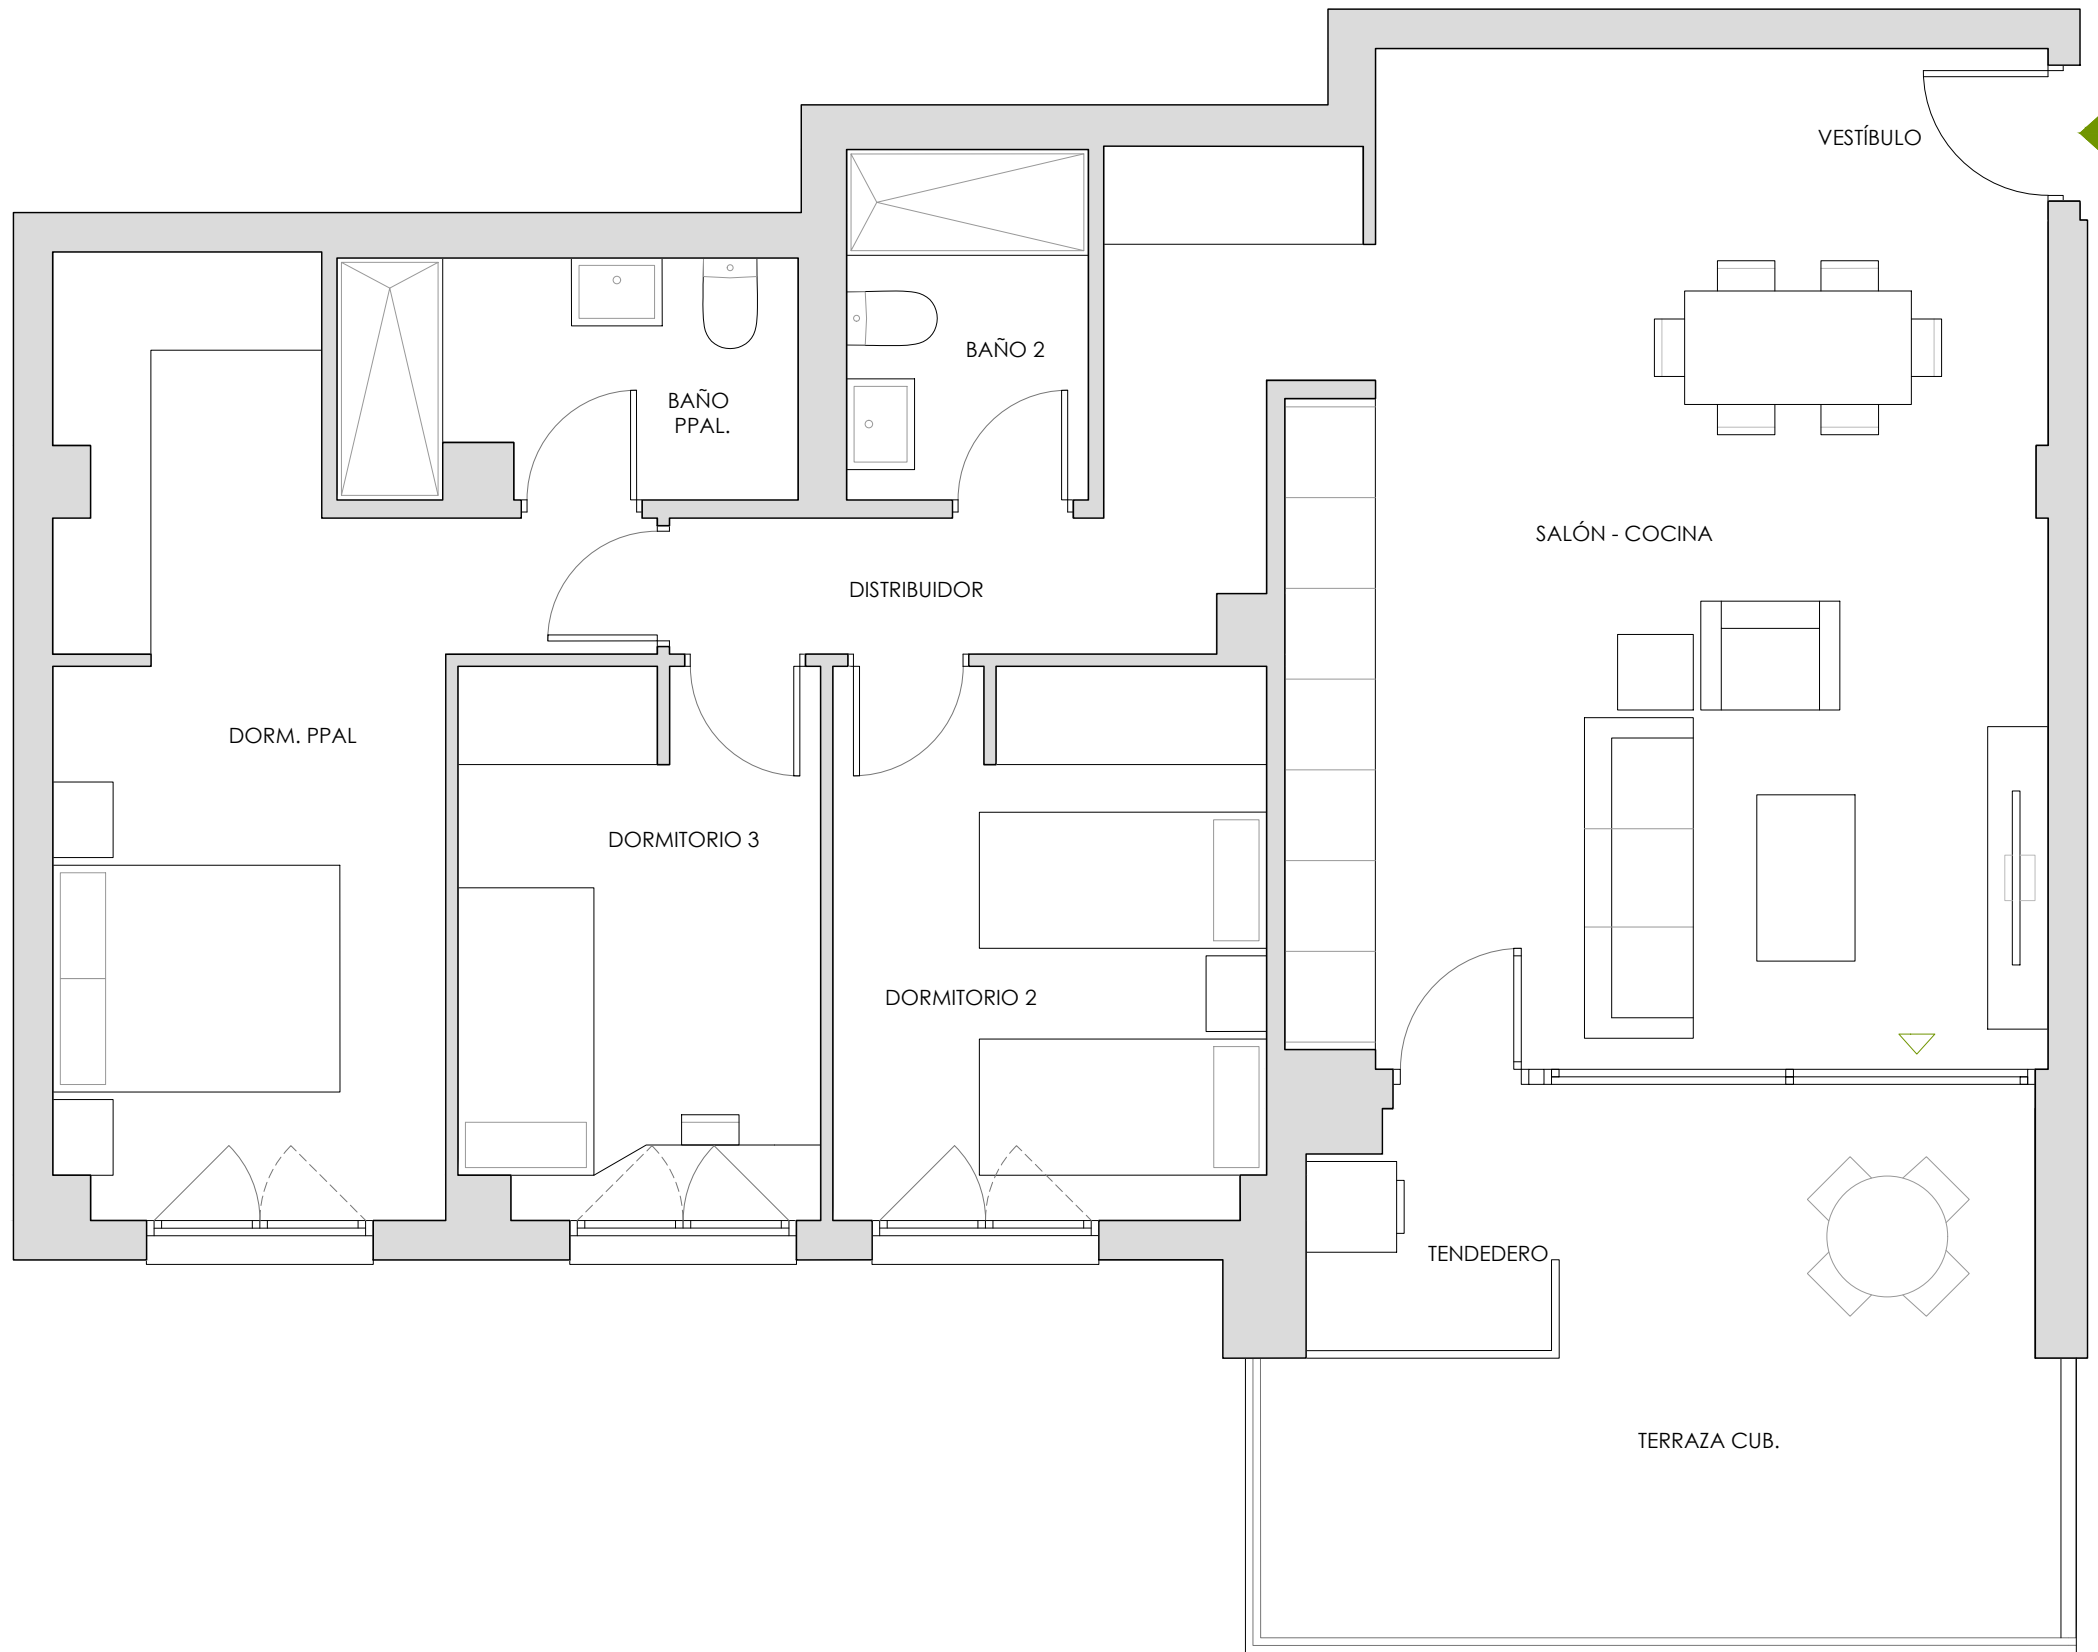 VESTÍBULO
BAÑO 2
BAÑO
PPAL.
SALÓN - COCINA
DISTRIBUIDOR
DORM. PPAL
DORMITORIO 3
DORMITORIO 2
TENDEDERO
TERRAZA CUB.